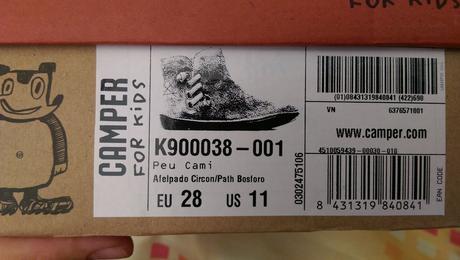 FOR KIDS
CAMPER
FOR KIDS
K900038-001
Peu Cami
Afelpado Circon/Path Bosforo
EU 28 US 11
0302475106
(01)08431319840841 (422)698
VN 6376571001
www.camper.com
4510059439-00030-010
8 431319 840841
EAN CODE